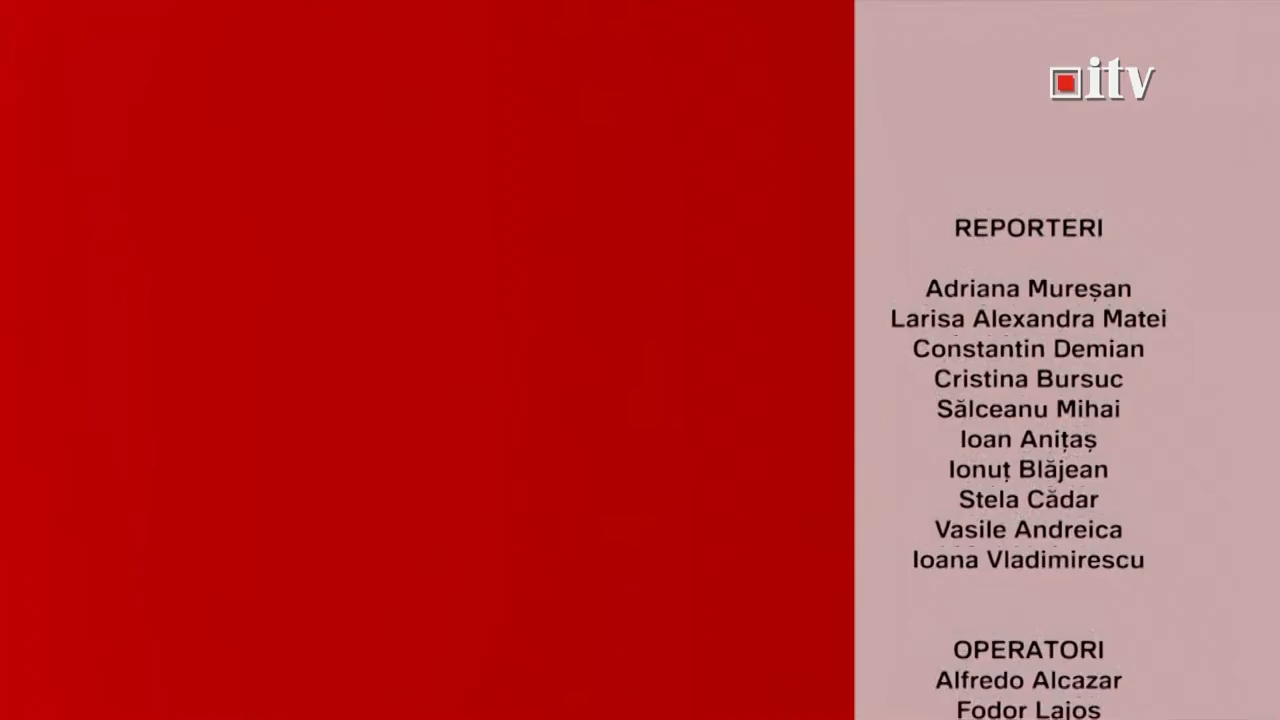 itv
REPORTERI
Adriana Mureșan
Larisa Alexandra Matei
Constantin Demian
Cristina Bursuc
Sălceanu Mihai
Ioan Anițaș
Ionuț Blăjean
Stela Cădar
Vasile Andreica
Ioana Vladimirescu
OPERATORI
Alfredo Alcazar
Fodor Lajos